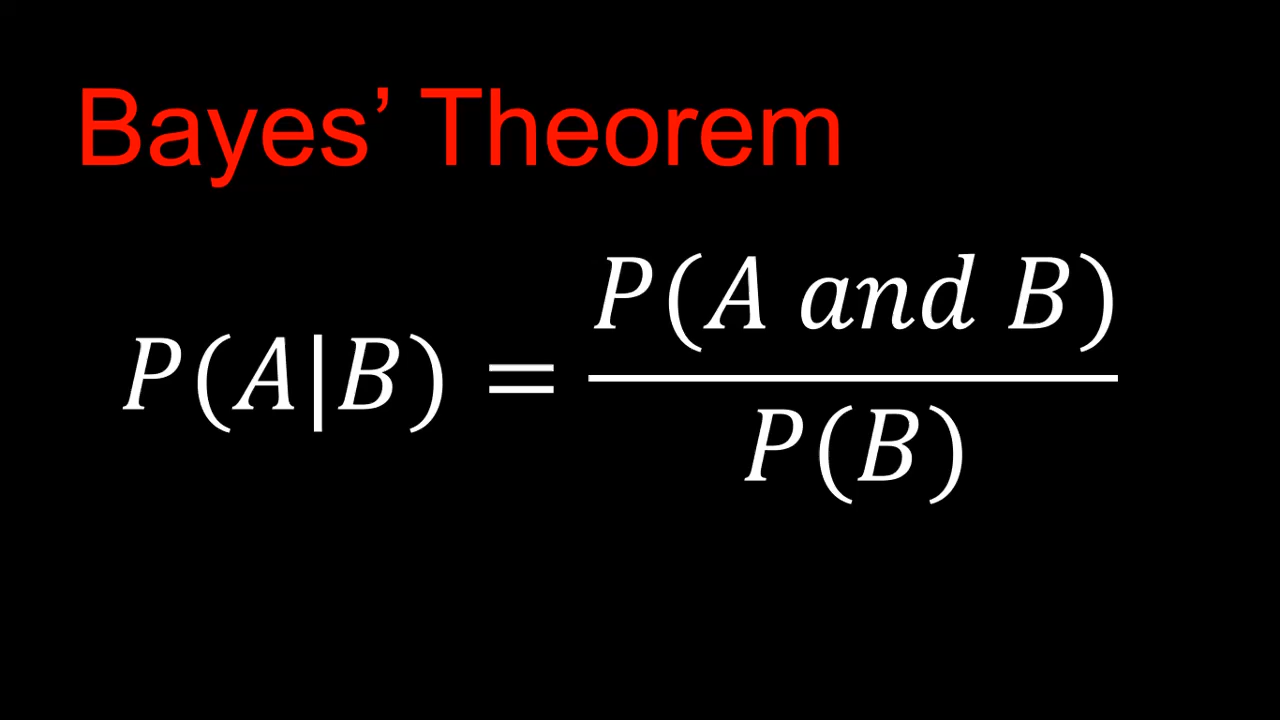 Bayes’ Theorem
P(A|B) = P(A and B) / P(B)